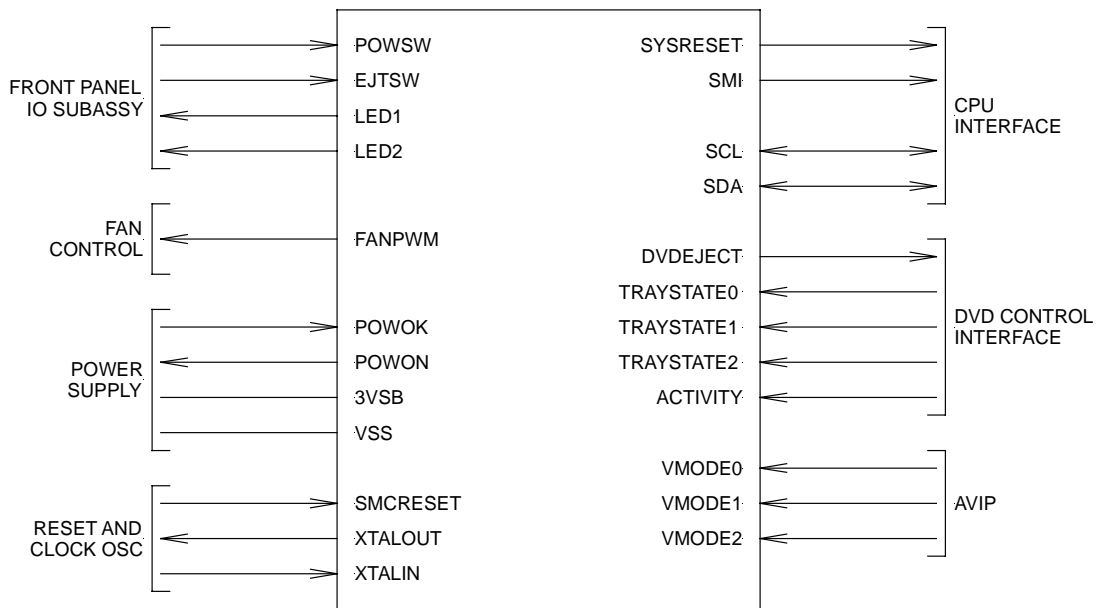 FRONT PANEL
IO SUBASSY
POWSW
EJTSW
LED1
LED2
FAN
CONTROL
FANPWM
POWER
SUPPLY
POWOK
POWON
3VSB
VSS
RESET AND
CLOCK OSC
SMCRESET
XTALOUT
XTALIN
SYSRESET
SMI
SCL
SDA
CPU
INTERFACE
DVDEJECT
TRAYSTATE0
TRAYSTATE1
TRAYSTATE2
ACTIVITY
DVD CONTROL
INTERFACE
VMODE0
VMODE1
VMODE2
AVIP